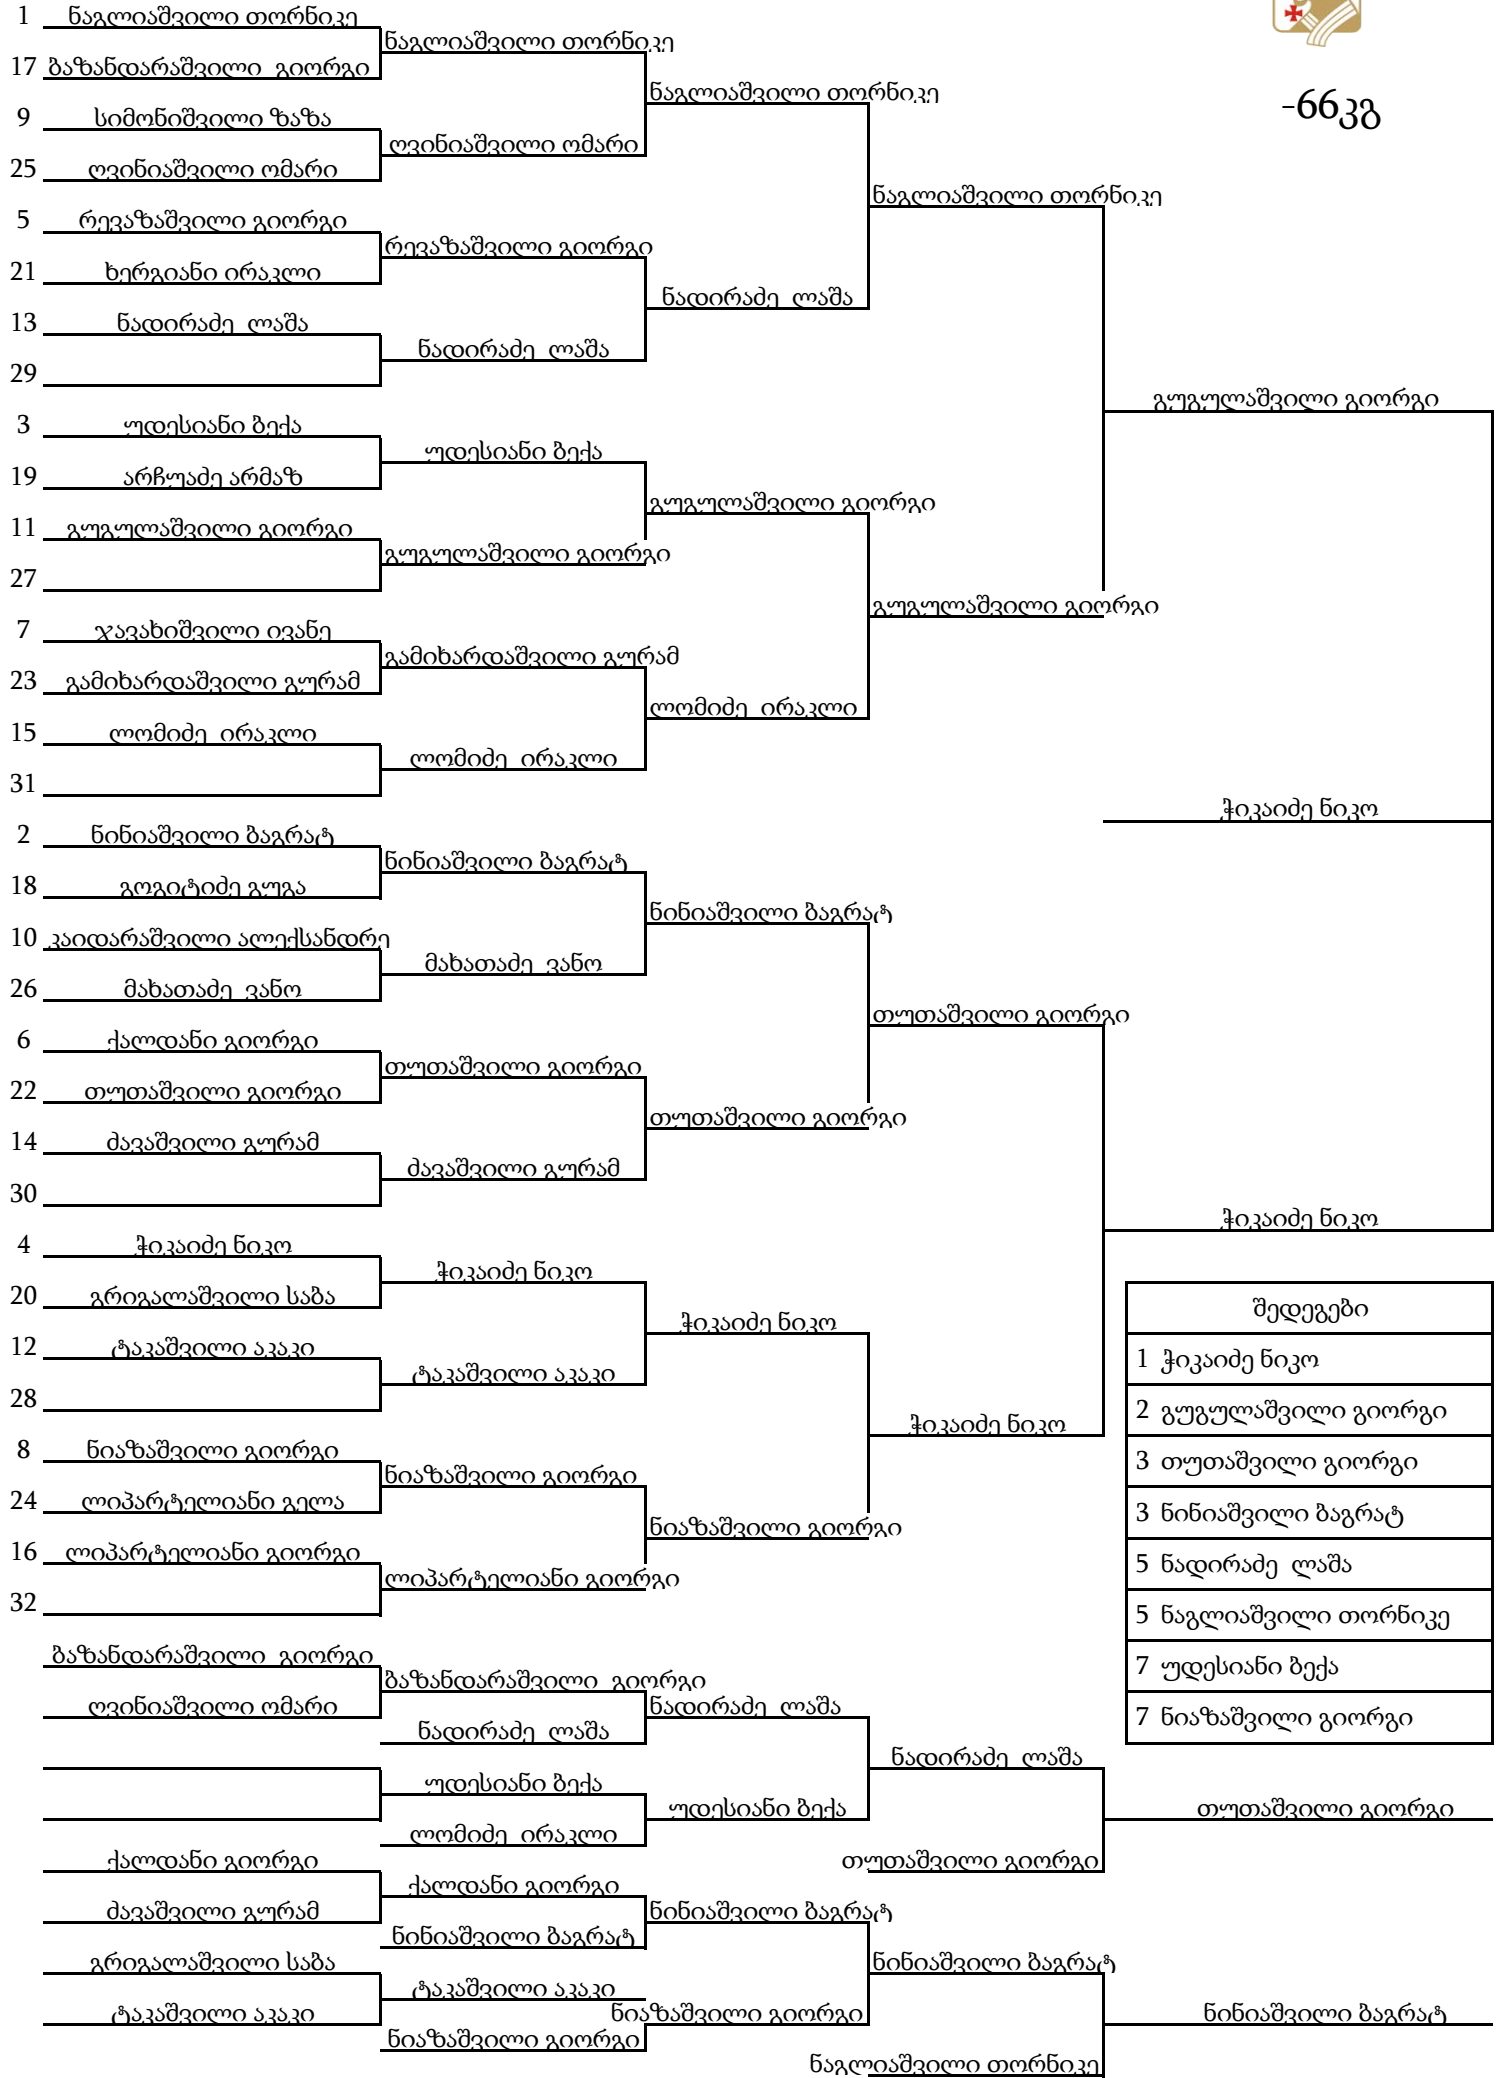 -66კგ
1 ნაგლიაშვილი თორნიკე
ნაგლიაშვილი თორნიკე
17 ბაზანდარაშვილი გიორგი
ნაგლიაშვილი თორნიკე
9 სიმონიშვილი ზაზა
ღვინიაშვილი ომარი
25 ღვინიაშვილი ომარი
ნაგლიაშვილი თორნიკე
5 რევაზაშვილი გიორგი
რევაზაშვილი გიორგი
21 ხერგიანი ირაკლი
ნადირაძე ლაშა
13 ნადირაძე ლაშა
ნადირაძე ლაშა
29
გუგულაშვილი გიორგი
3 უდესიანი ბექა
უდესიანი ბექა
19 არჩუაძე არმაზ
გუგულაშვილი გიორგი
11 გუგულაშვილი გიორგი
გუგულაშვილი გიორგი
27
გუგულაშვილი გიორგი
7 ჯავახიშვილი ივანე
გამიხარდაშვილი გურამ
23 გამიხარდაშვილი გურამ
ლომიძე ირაკლი
15 ლომიძე ირაკლი
ლომიძე ირაკლი
31
ჭიკაიძე ნიკო
2 ნინიაშვილი ბაგრატ
ნინიაშვილი ბაგრატ
18 გოგიტიძე გუგა
ნინიაშვილი ბაგრატ
10 კაიდარაშვილი ალექსანდრე
მახათაძე ვანო
26 მახათაძე ვანო
თუთაშვილი გიორგი
6 ქალდანი გიორგი
თუთაშვილი გიორგი
22 თუთაშვილი გიორგი
თუთაშვილი გიორგი
14 ძავაშვილი გურამ
ძავაშვილი გურამ
30
ჭიკაიძე ნიკო
4 ჭიკაიძე ნიკო
ჭიკაიძე ნიკო
20 გრიგალაშვილი საბა
ჭიკაიძე ნიკო
12 ტაკაშვილი აკაკი
ტაკაშვილი აკაკი
28
ჭიკაიძე ნიკო
8 ნიაზაშვილი გიორგი
ნიაზაშვილი გიორგი
24 ლიპარტელიანი გელა
ნიაზაშვილი გიორგი
16 ლიპარტელიანი გიორგი
ლიპარტელიანი გიორგი
32
შედეგები
1 ჭიკაიძე ნიკო
2 გუგულაშვილი გიორგი
3 თუთაშვილი გიორგი
3 ნინიაშვილი ბაგრატ
5 ნადირაძე ლაშა
5 ნაგლიაშვილი თორნიკე
7 უდესიანი ბექა
7 ნიაზაშვილი გიორგი
ბაზანდარაშვილი გიორგი
ბაზანდარაშვილი გიორგი
ღვინიაშვილი ომარი
ნადირაძე ლაშა
ნადირაძე ლაშა
ნადირაძე ლაშა
უდესიანი ბექა
უდესიანი ბექა
თუთაშვილი გიორგი
ლომიძე ირაკლი
ქალდანი გიორგი
თუთაშვილი გიორგი
ქალდანი გიორგი
ძავაშვილი გურამ
ნინიაშვილი ბაგრატ
ნინიაშვილი ბაგრატ
გრიგალაშვილი საბა
ნინიაშვილი ბაგრატ
ტაკაშვილი აკაკი
ტაკაშვილი აკაკი
ნიაზაშვილი გიორგი
ნინიაშვილი ბაგრატ
ნიაზაშვილი გიორგი
ნაგლიაშვილი თორნიკე